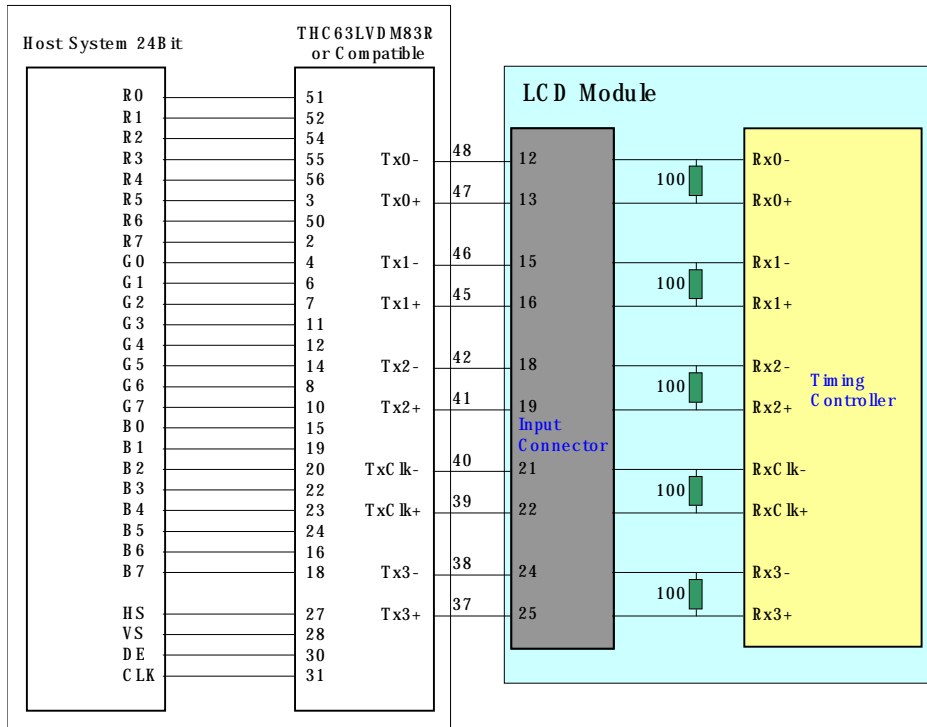 Host System 24Bit
THC63LVDM83R
or Compatible
LCD Module
R0 51
R1 52
R2 54
R3 55
R4 56
R5 3
R6 50
R7 2
G0 4
G1 6
G2 7
G3 11
G4 12
G5 14
G6 8
G7 10
B0 15
B1 19
B2 20
B3 22
B4 23
B5 24
B6 16
B7 18
HS 27
VS 28
DE 30
CLK 31
Tx0- 48 12 Rx0-
100
Tx0+ 47 13 Rx0+
Tx1- 46 15 Rx1-
100
Tx1+ 45 16 Rx1+
Tx2- 42 18 Rx2-
100
Tx2+ 41 19 Rx2+
Input
Connector
Timing
Controller
TxClk- 40 21 RxClk-
100
TxClk+ 39 22 RxClk+
Tx3- 38 24 Rx3-
100
Tx3+ 37 25 Rx3+